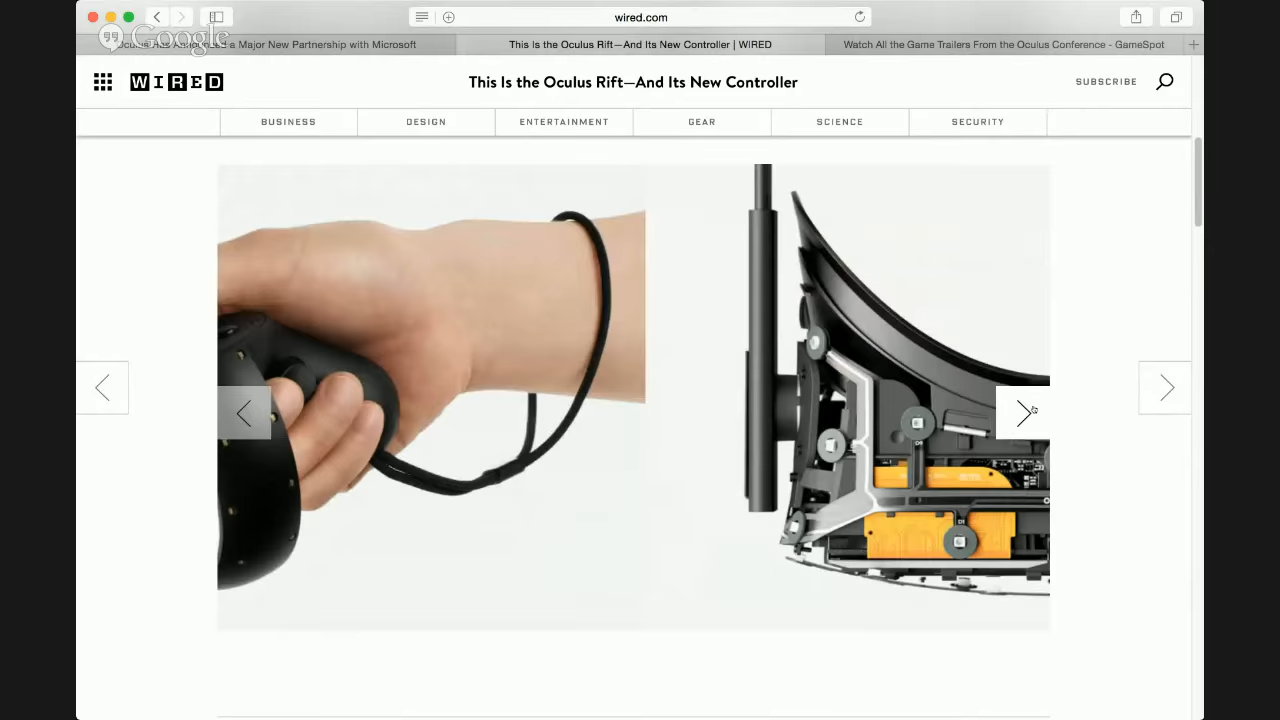 wired.com
Google
Oculus Has Announced a Major New Partnership with Microsoft
This Is the Oculus Rift—And Its New Controller | WIRED
Watch All the Game Trailers From the Oculus Conference - GameSpot
WIRED
This Is the Oculus Rift—And Its New Controller
SUBSCRIBE
BUSINESS
DESIGN
ENTERTAINMENT
GEAR
SCIENCE
SECURITY